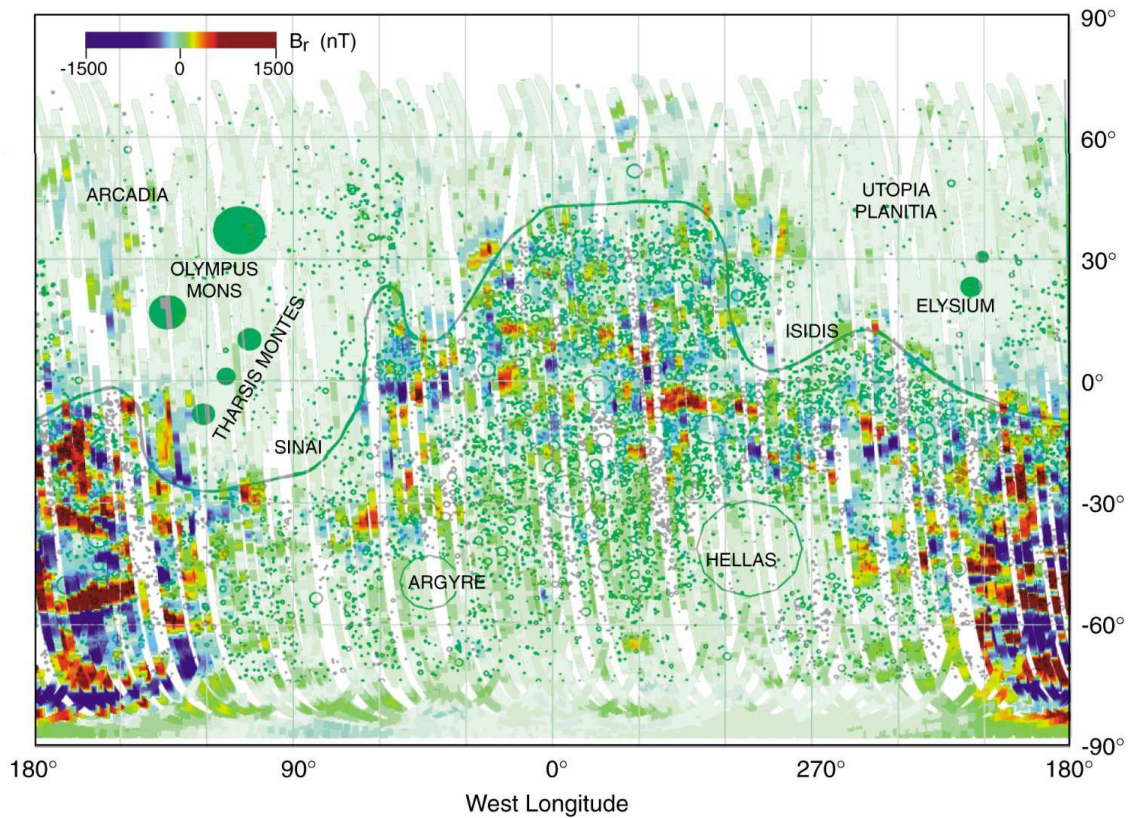 Br (nT)
-1500 0 1500
90°
60°
30°
0°
-30°
-60°
-90°
ARCADIA
OLYMPUS
MONS
THARSIS MONTES
SINAI
ARGYRE
HELLAS
ISIDIS
ELYSIUM
UTOPIA
PLANITIA
180° 90° 0° 270° 180°
West Longitude